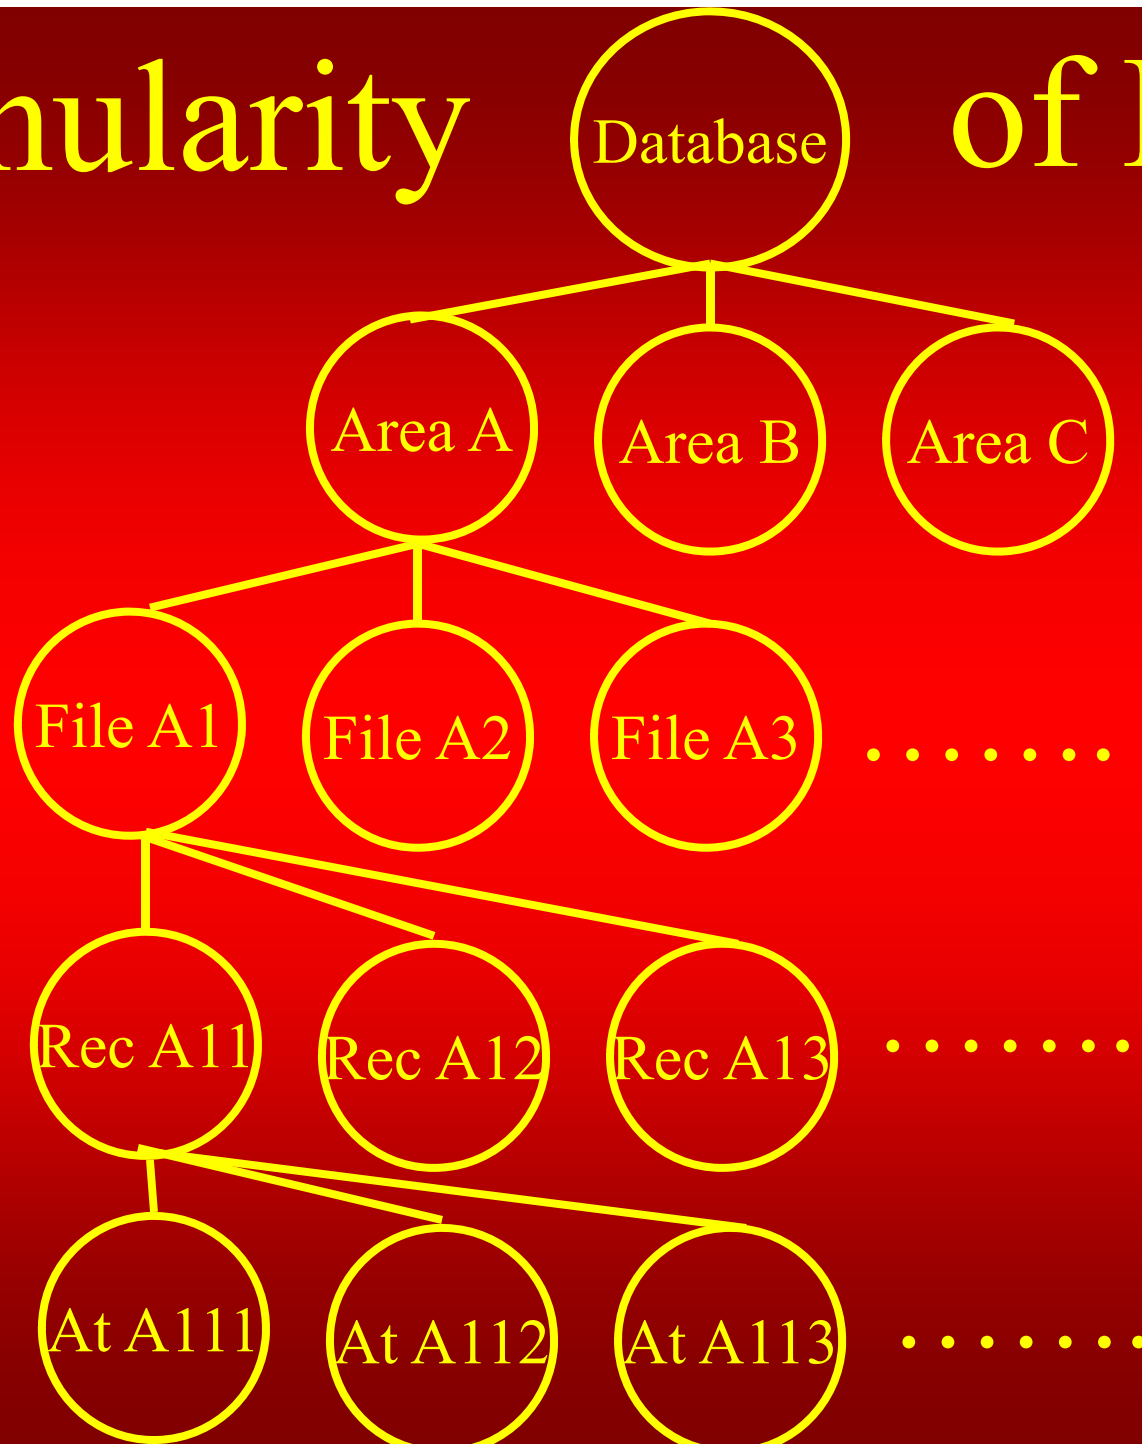 nularity of
Database
Area A Area B Area C
File A1 File A2 File A3 .......
Rec A11 Rec A12 Rec A13 .......
At A111 At A112 At A113 .......